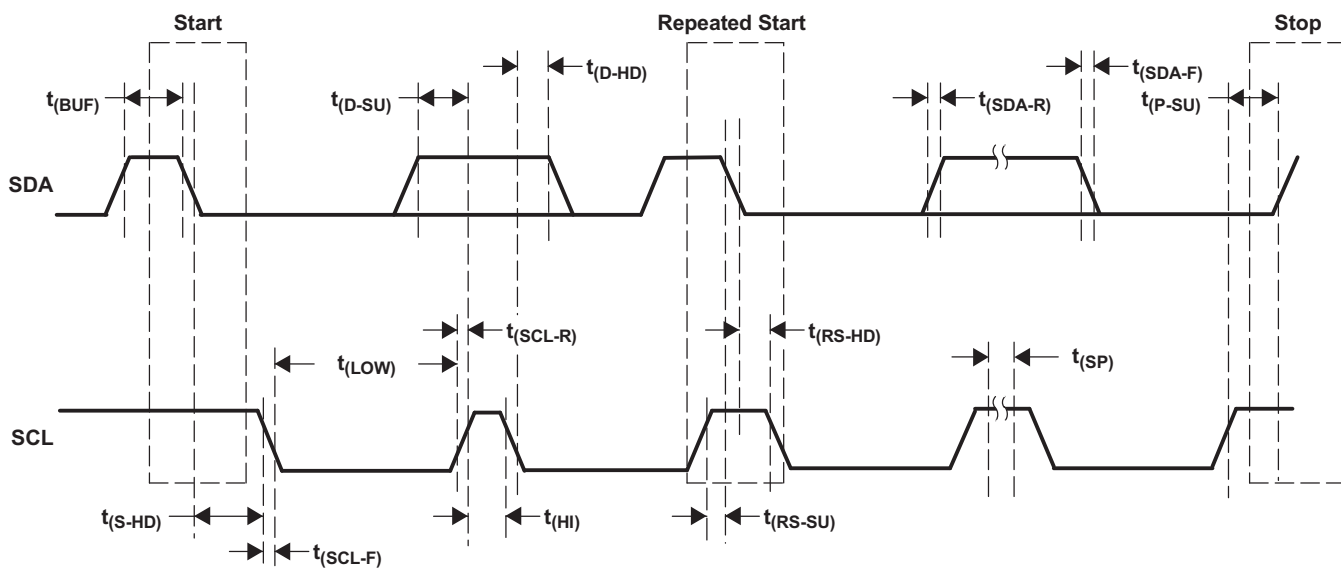 Start
Repeated Start
Stop
t(D-HD)
t(SDA-F)
t(BUF)
t(D-SU)
t(SDA-R)
t(P-SU)
SDA
t(SCL-R)
t(RS-HD)
t(LOW)
t(SP)
SCL
t(S-HD)
t(HI)
t(RS-SU)
t(SCL-F)